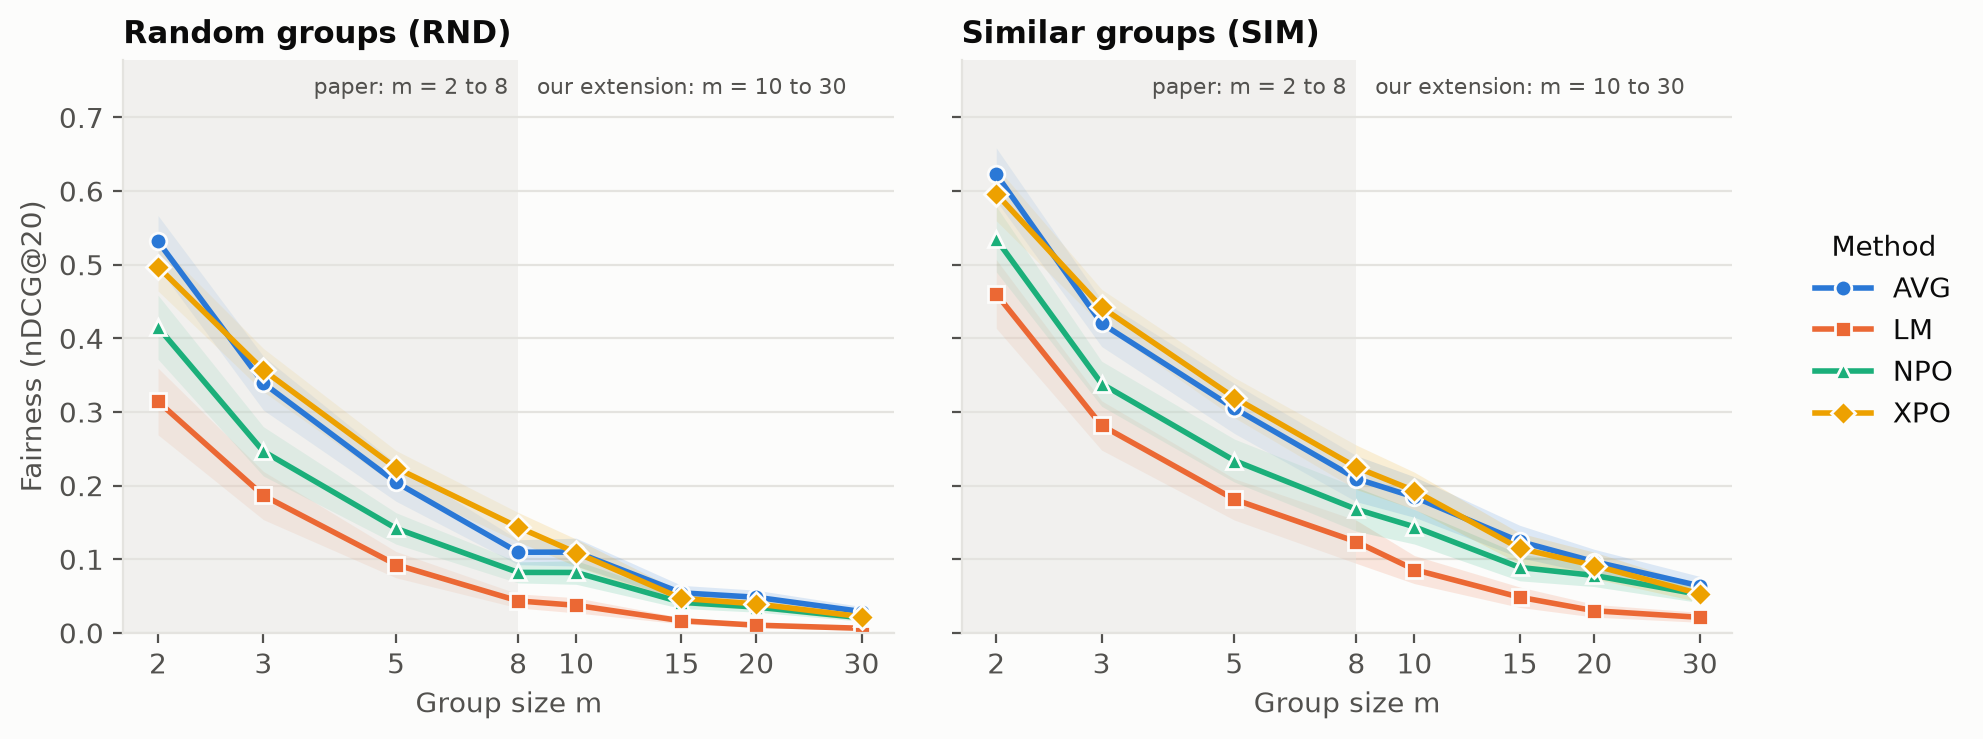 Random groups (RND)
Similar groups (SIM)
paper: m = 2 to 8
our extension: m = 10 to 30
paper: m = 2 to 8
our extension: m = 10 to 30
Fairness (nDCG@20)
0.7
0.6
0.5
0.4
0.3
0.2
0.1
0.0
2 3 5 8 10 15 20 30
2 3 5 8 10 15 20 30
Group size m
Group size m
Method
AVG
LM
NPO
XPO